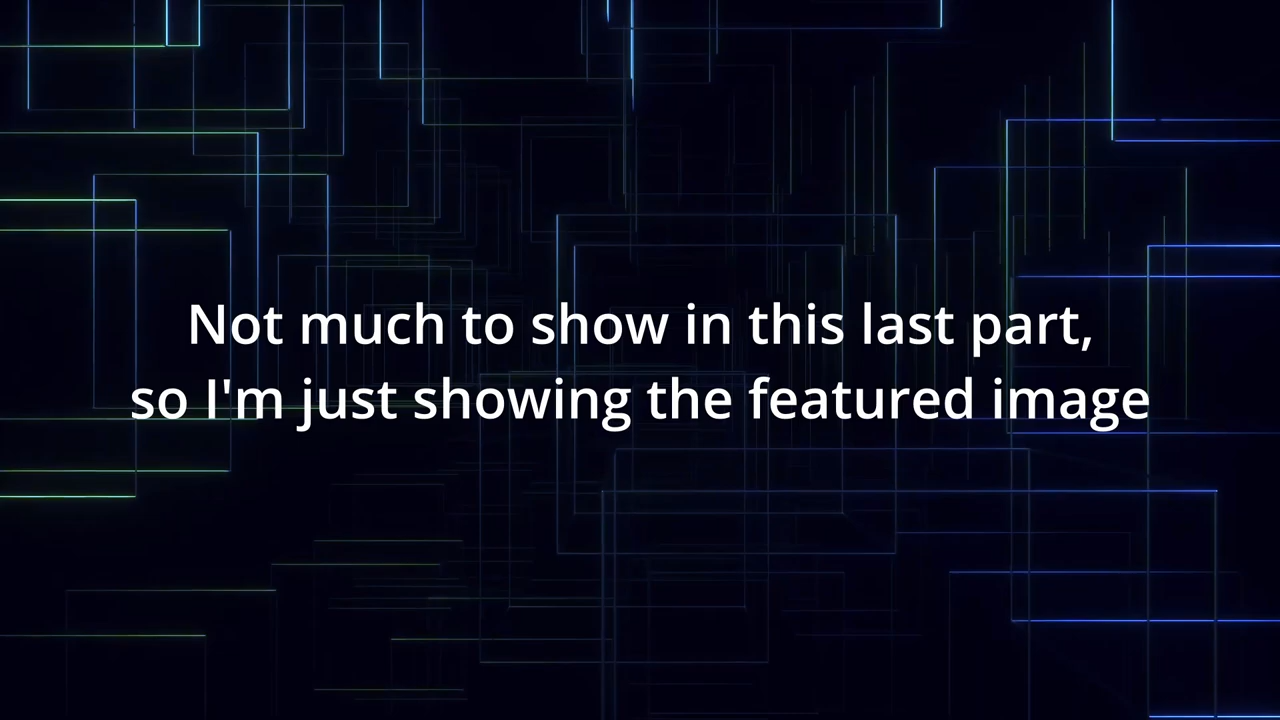 Not much to show in this last part,
so I'm just showing the featured image